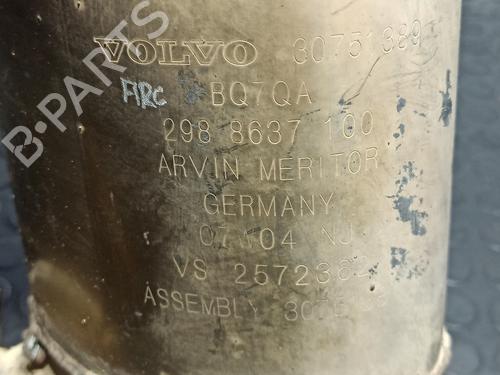 VOLVO 30751389
FIRC BQ7QA
298 8637 100
ARVIN MERITOR
GERMANY
07 04 NJ
VS 257236
ASSEMBLY
B-PARTS